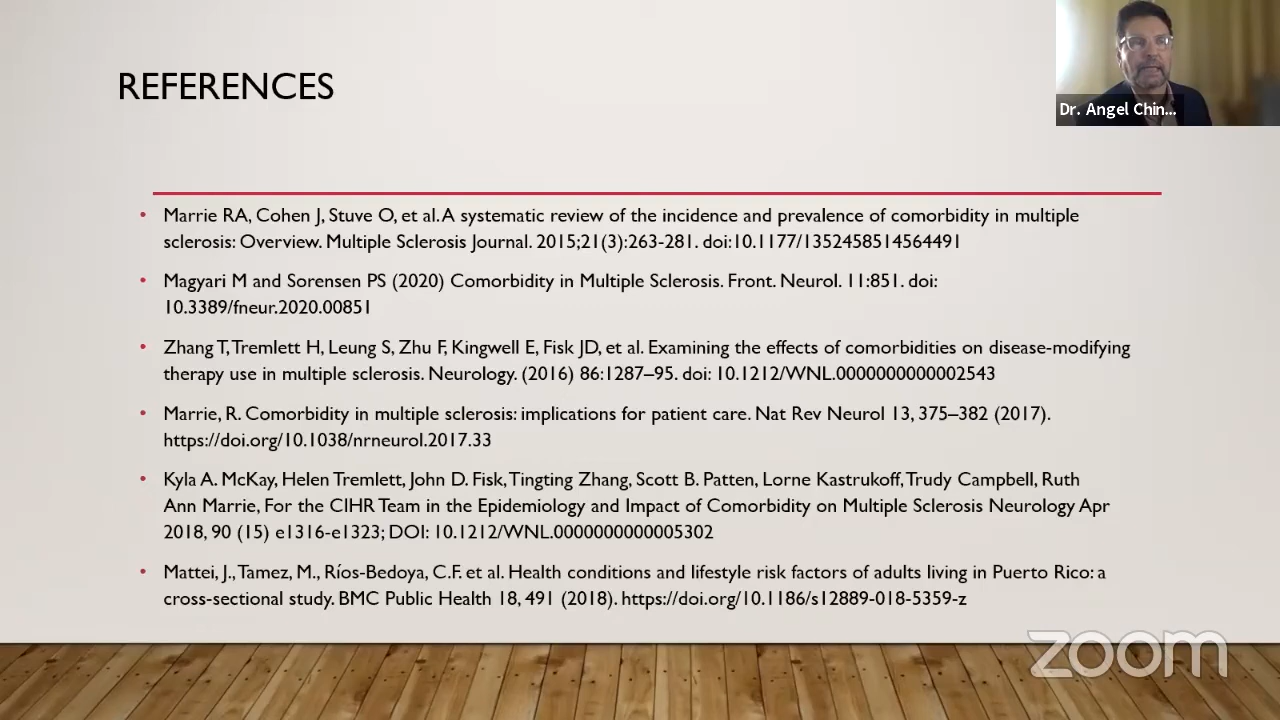 REFERENCES
Dr. Angel Chin...
• Marrie RA, Cohen J, Stuve O, et al. A systematic review of the incidence and prevalence of comorbidity in multiple
sclerosis: Overview. Multiple Sclerosis Journal. 2015;21(3):263-281. doi:10.1177/1352458514564491
• Magyari M and Sorensen PS (2020) Comorbidity in Multiple Sclerosis. Front. Neurol. 11:851. doi:
10.3389/fneur.2020.00851
• Zhang T, Tremlett H, Leung S, Zhu F, Kingwell E, Fisk JD, et al. Examining the effects of comorbidities on disease-modifying
therapy use in multiple sclerosis. Neurology. (2016) 86:1287–95. doi: 10.1212/WNL.0000000000002543
• Marrie, R. Comorbidity in multiple sclerosis: implications for patient care. Nat Rev Neurol 13, 375–382 (2017).
https://doi.org/10.1038/nrneurol.2017.33
• Kyla A. McKay, Helen Tremlett, John D. Fisk, Tingting Zhang, Scott B. Patten, Lorne Kastrukoff, Trudy Campbell, Ruth
Ann Marrie, For the CIHR Team in the Epidemiology and Impact of Comorbidity on Multiple Sclerosis Neurology Apr
2018, 90 (15) e1316-e1323; DOI: 10.1212/WNL.0000000000005302
• Mattei, J., Tamez, M., Ríos-Bedoya, C.F. et al. Health conditions and lifestyle risk factors of adults living in Puerto Rico: a
cross-sectional study. BMC Public Health 18, 491 (2018). https://doi.org/10.1186/s12889-018-5359-z
zoom